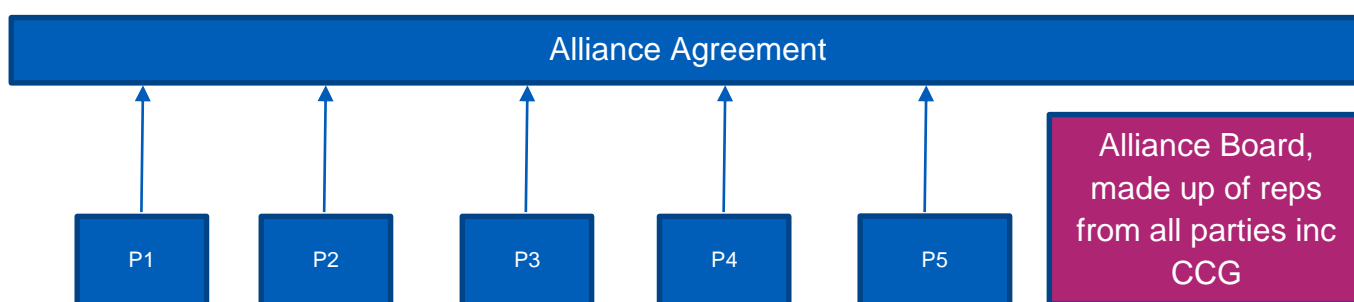 Alliance Agreement
P1
P2
P3
P4
P5
Alliance Board,
made up of reps
from all parties inc
CCG